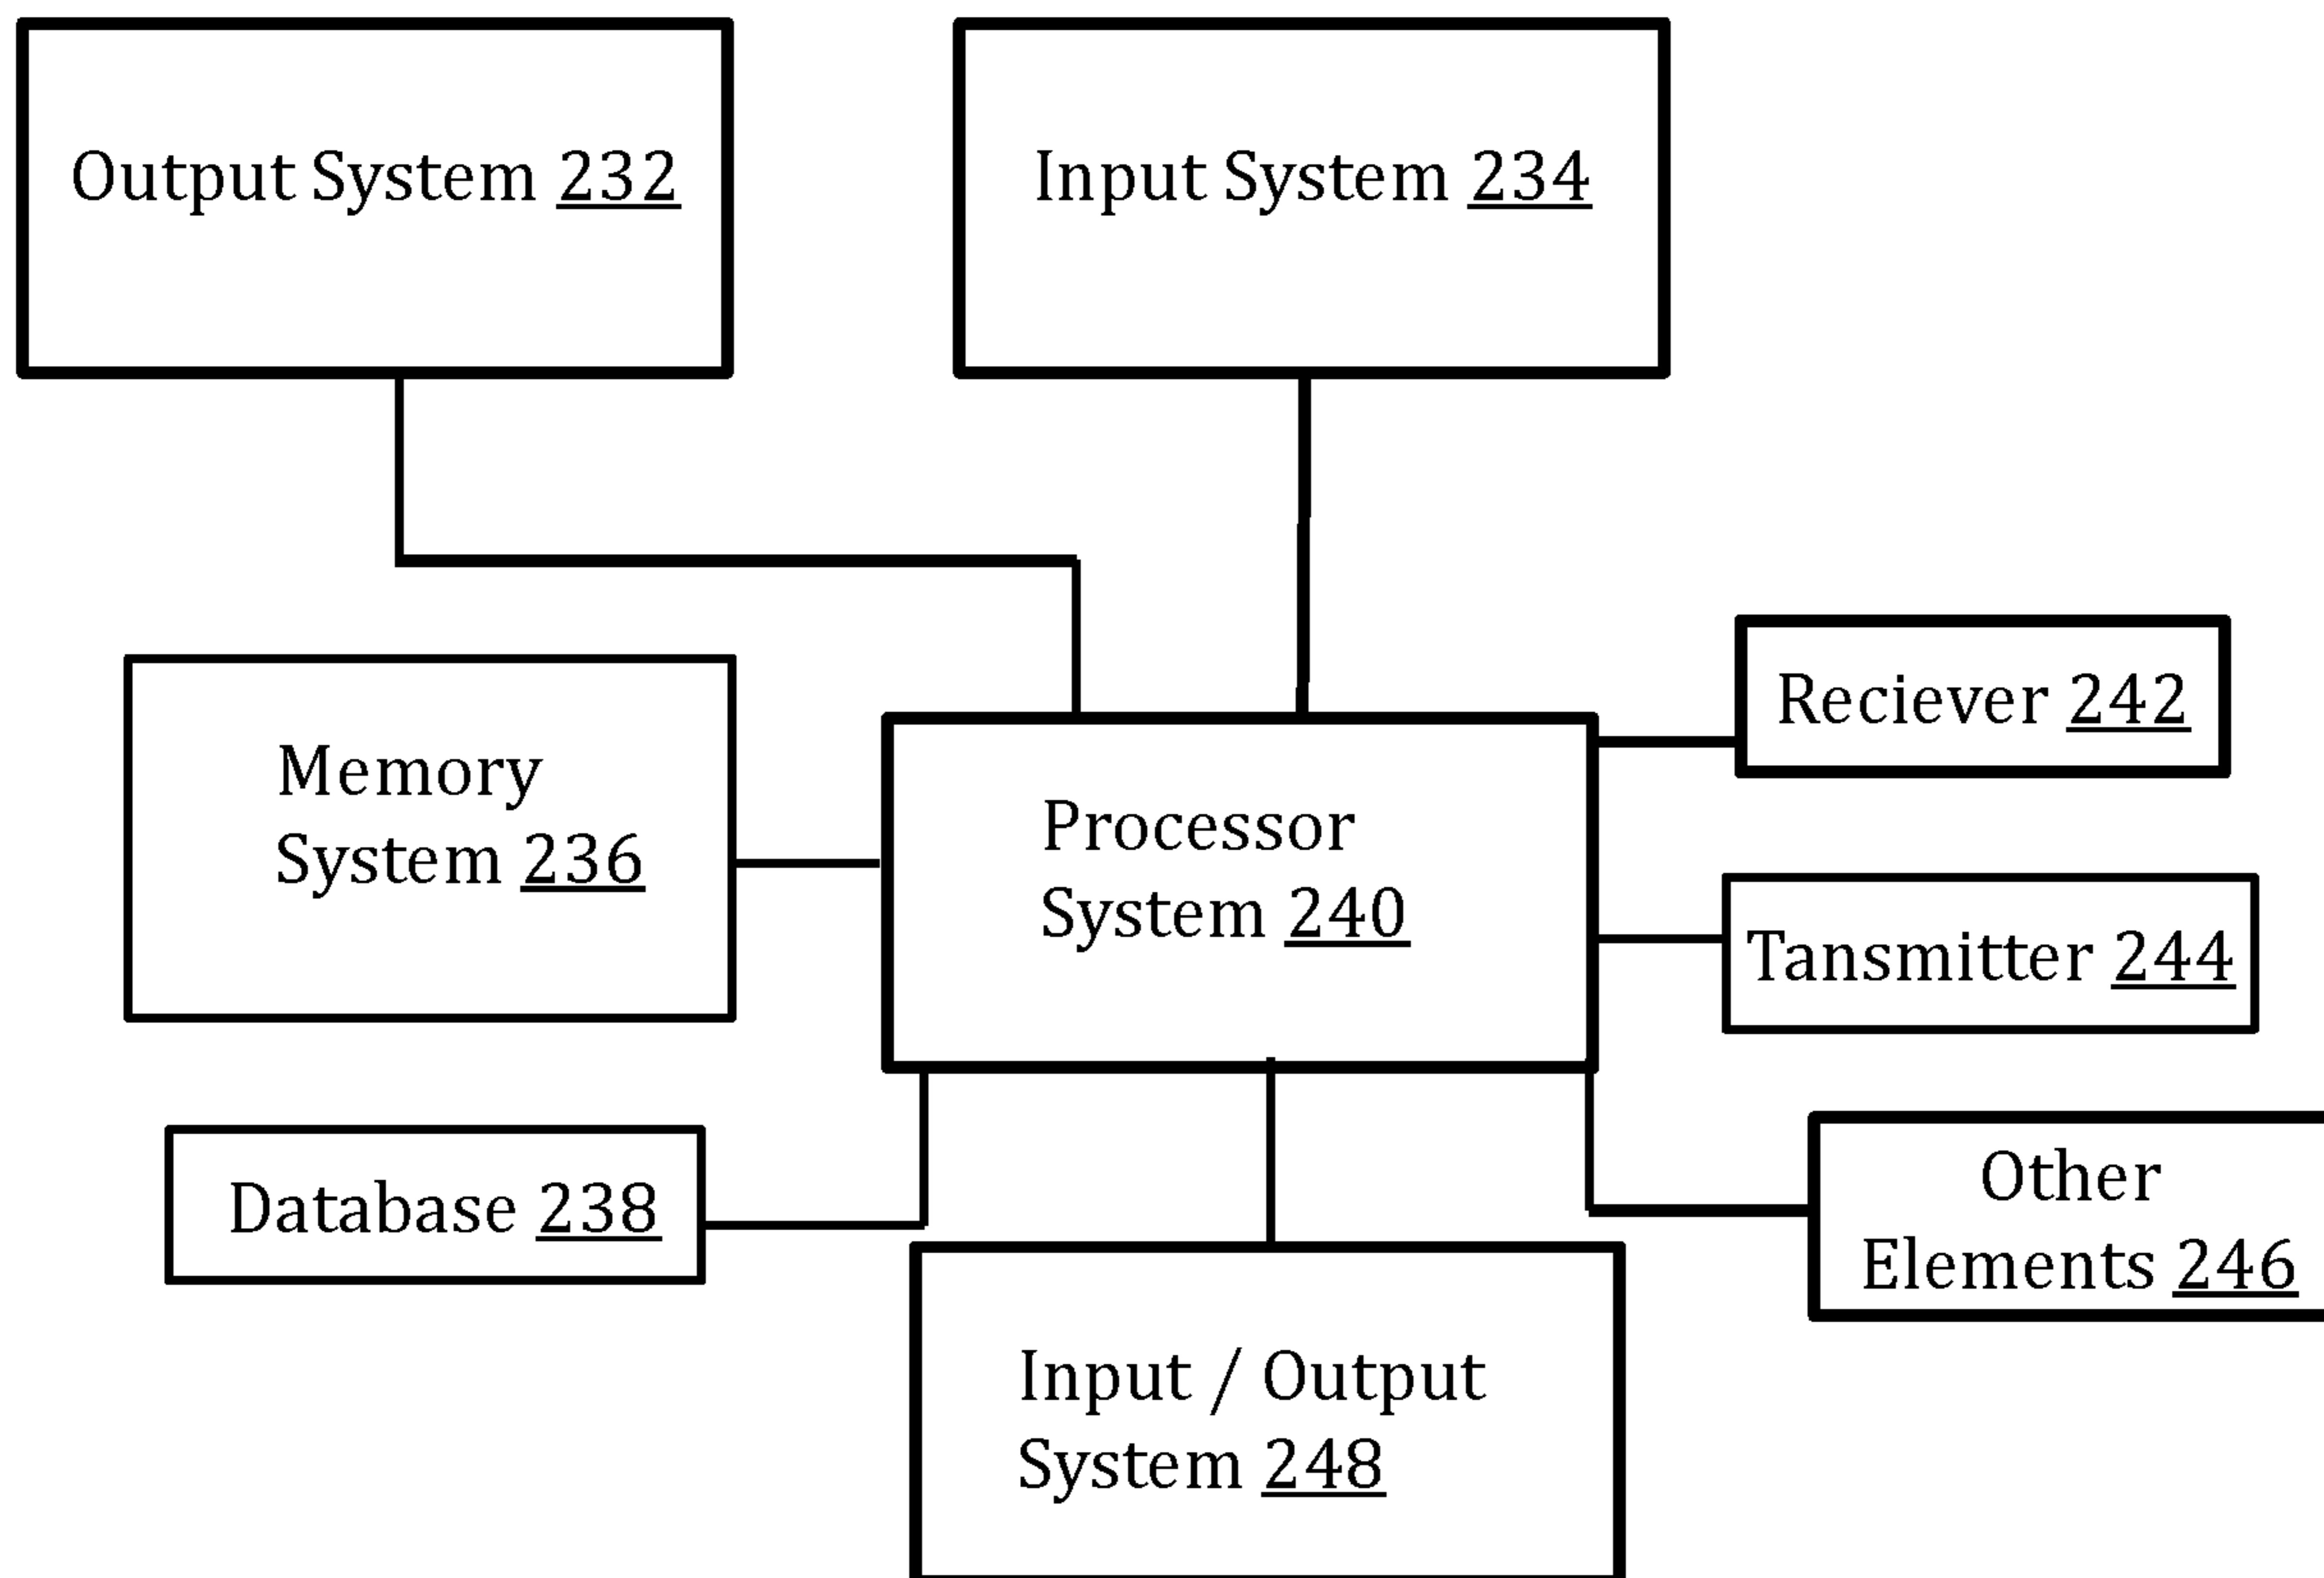 Output System 232
Input System 234
Reciever 242
Memory
System 236
Processor
System 240
Tansmitter 244
Database 238
Other
Elements 246
Input / Output
System 248